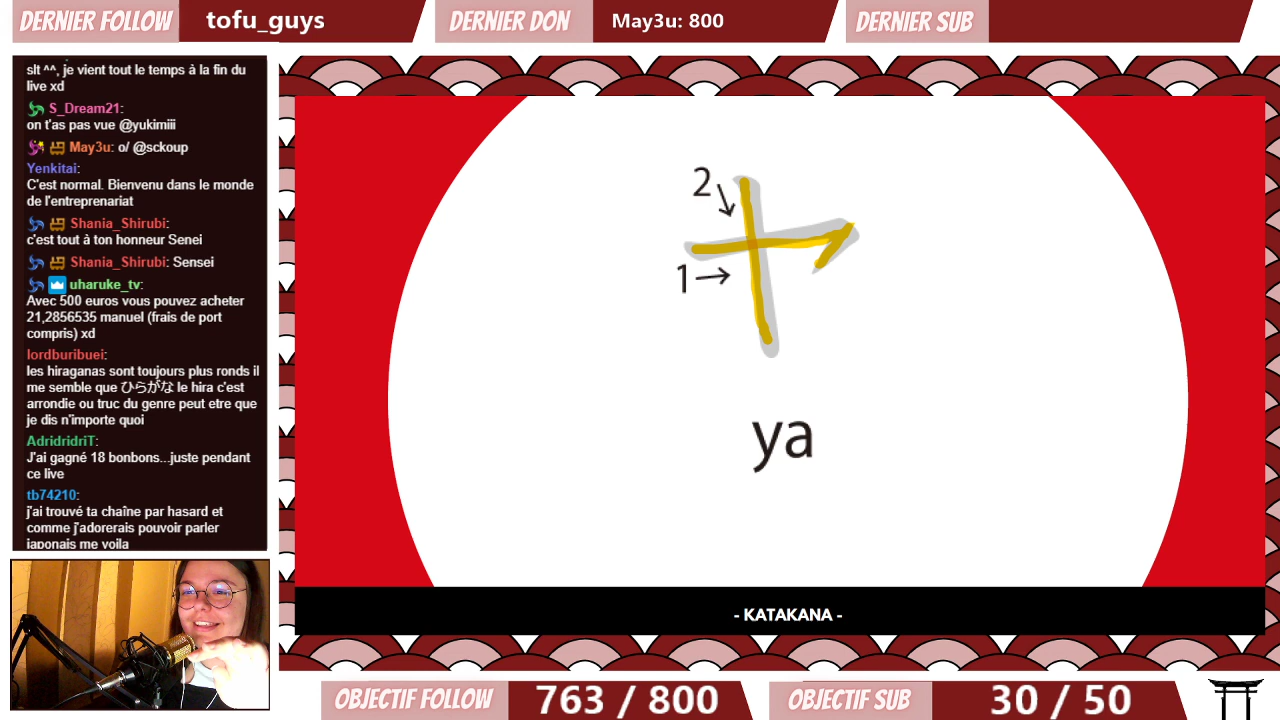 DERNIER FOLLOW
tofu_guys
DERNIER DON
May3u: 800
DERNIER SUB
slt ^^, je vient tout le temps à la fin du
live xd
S_Dream21:
on t'as pas vue @yukimiii
May3u: o/ @sckoup
Yenkitai:
C'est normal. Bienvenu dans le monde
de l'entreprenariat
Shania_Shirubi:
c'est tout à ton honneur Senei
Shania_Shirubi: Sensei
uharuke_tv:
Avec 500 euros vous pouvez acheter
21,2856535 manuel (frais de port
compris) xd
lordburibuei:
les hiraganas sont toujours plus ronds il
me semble que ひらがな le hira c'est
arrondie ou truc du genre peut etre que
je dis n'importe quoi
AdridridriT:
J'ai gagné 18 bonbons...juste pendant
ce live
tb74210:
j'ai trouvé ta chaîne par hasard et
comme j'adorerais pouvoir parler
japonais me voila
2
1
ヤ
ya
- KATAKANA -
OBJECTIF FOLLOW
763 / 800
OBJECTIF SUB
30 / 50